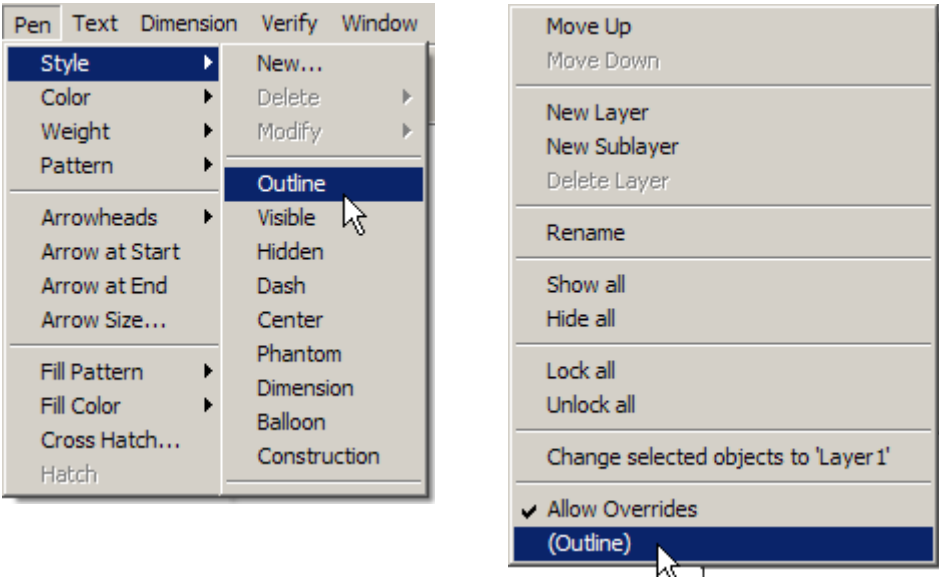 Pen Text Dimension Verify Window
Style
Color
Weight
Pattern
Arrowheads
Arrow at Start
Arrow at End
Arrow Size...
Fill Pattern
Fill Color
Cross Hatch...
Hatch
New...
Delete
Modify
Outline
Visible
Hidden
Dash
Center
Phantom
Dimension
Balloon
Construction
Move Up
Move Down
New Layer
New Sublayer
Delete Layer
Rename
Show all
Hide all
Lock all
Unlock all
Change selected objects to 'Layer1'
Allow Overrides
(Outline)